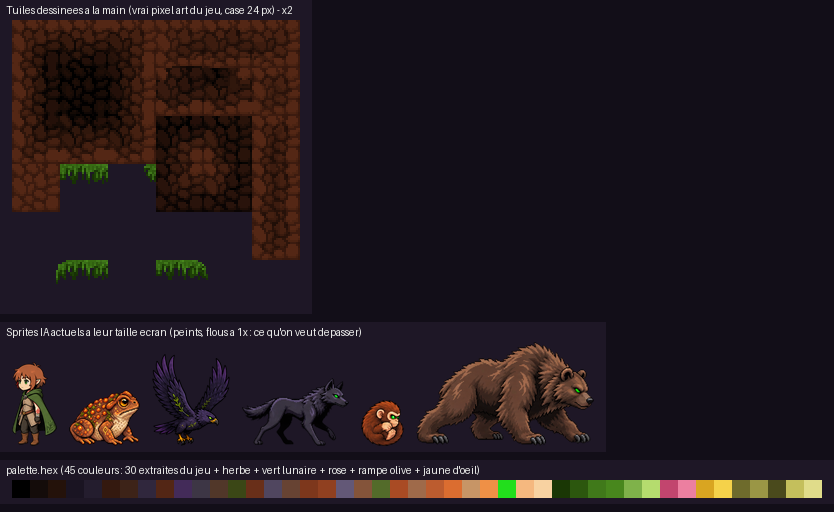 Tuiles dessinees a la main (vrai pixel art du jeu, case 24 px) - x2
Sprites IA actuels a leur taille ecran (peints, flous a 1x : ce qu'on veut depasser)
palette.hex (45 couleurs : 30 extraites du jeu + herbe + vert lunaire + rose + rampe olive + jaune d'oeil)